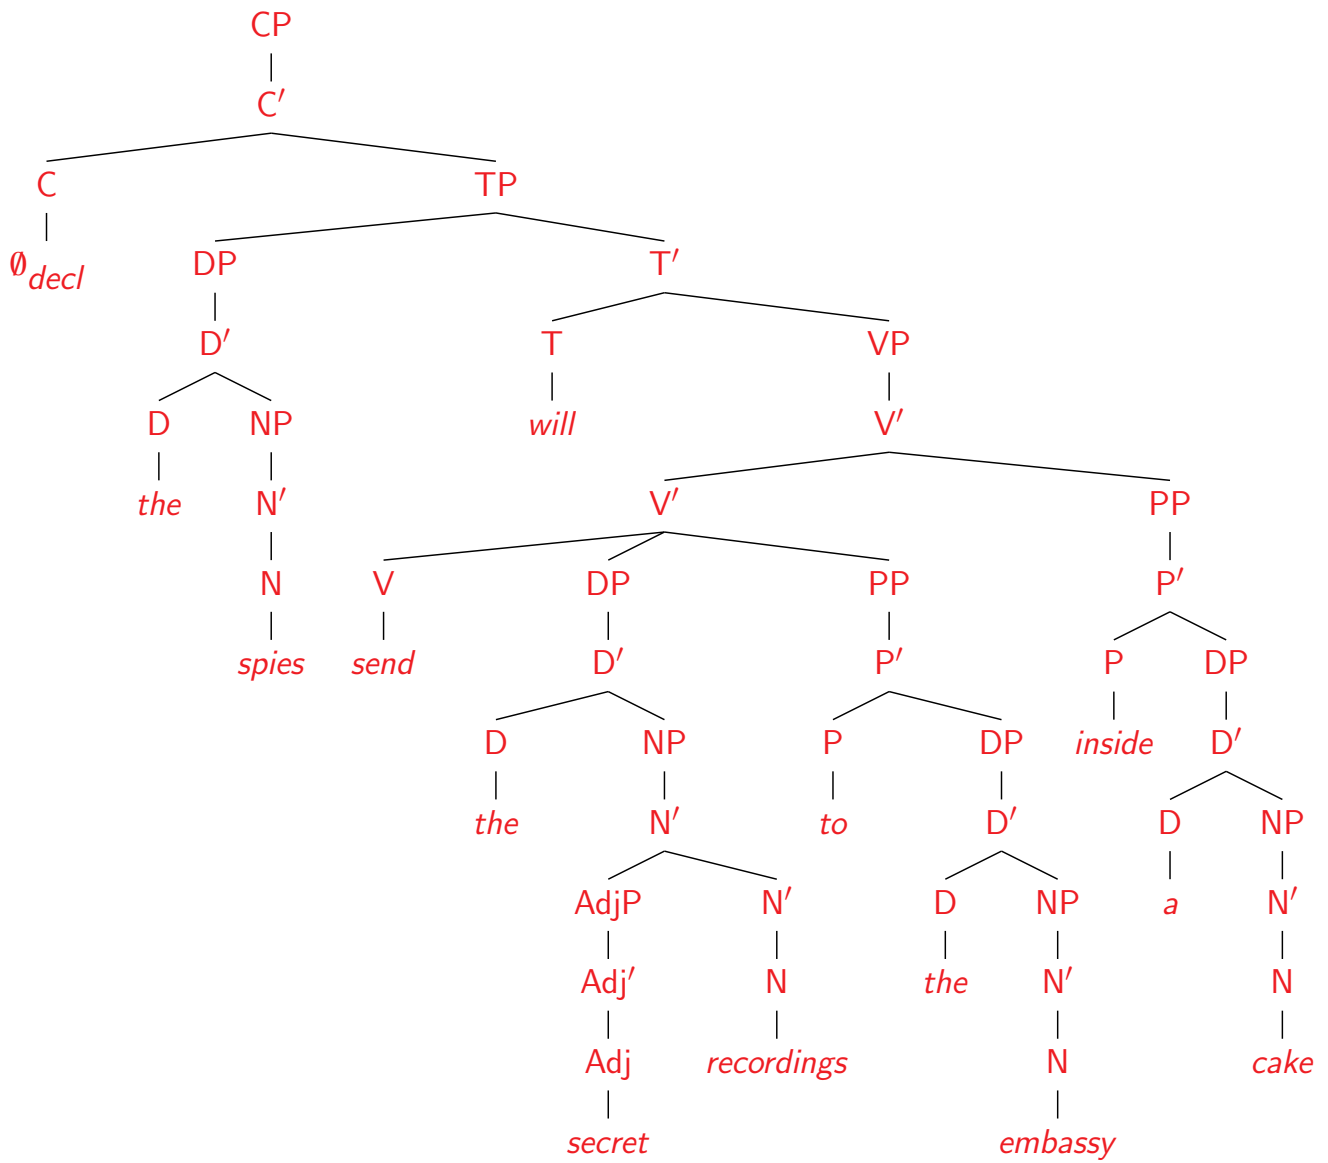 CP
C′
C TP
∅decl DP T′
D′ T VP
D NP will V′
the N′ V′ PP
N V DP PP P′
spies send D′ P′ P DP
D NP P DP inside D′
the N′ to D′ D NP
AdjP N′ D NP a N′
Adj′ N the N′ N
Adj recordings N cake
secret embassy